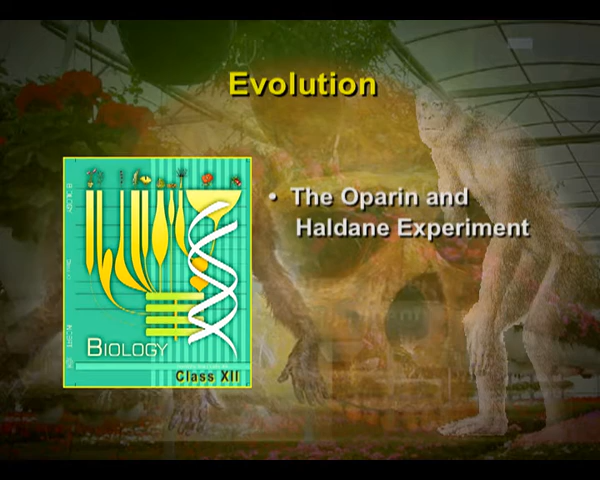 Evolution
• The Oparin and
Haldane Experiment
BIOLOGY
Class XII